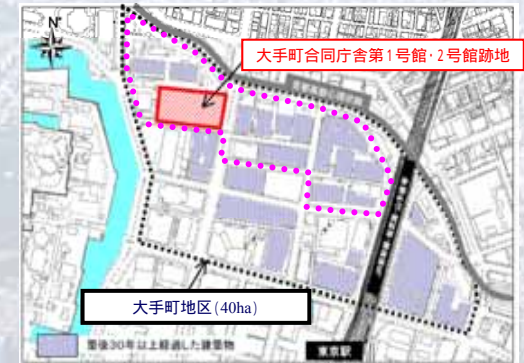 N
大手町合同庁舎第1号館・2号館跡地
大手町地区(40ha)
築後30年以上経過した建築物
東京駅